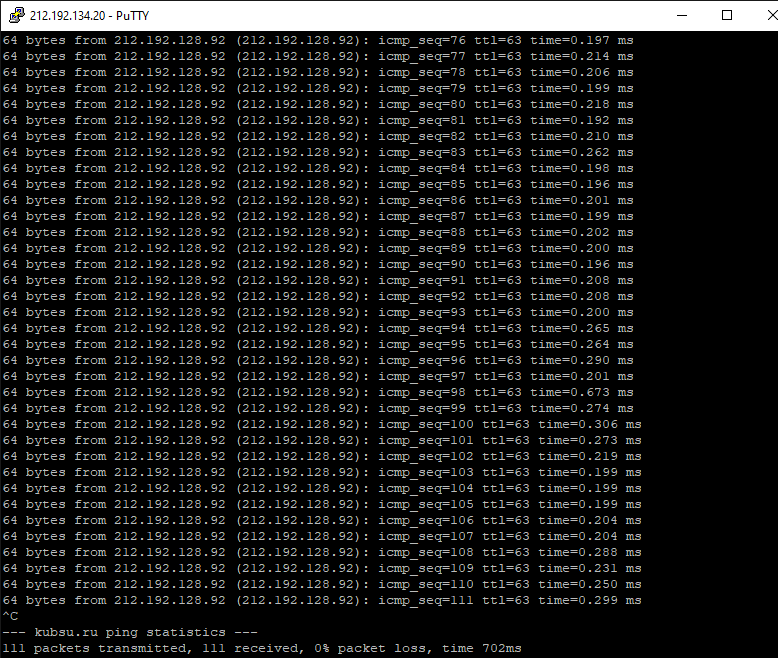 212.192.134.20 - PuTTY
64 bytes from 212.192.128.92 (212.192.128.92): icmp_seq=76 ttl=63 time=0.197 ms
64 bytes from 212.192.128.92 (212.192.128.92): icmp_seq=77 ttl=63 time=0.214 ms
64 bytes from 212.192.128.92 (212.192.128.92): icmp_seq=78 ttl=63 time=0.206 ms
64 bytes from 212.192.128.92 (212.192.128.92): icmp_seq=79 ttl=63 time=0.199 ms
64 bytes from 212.192.128.92 (212.192.128.92): icmp_seq=80 ttl=63 time=0.218 ms
64 bytes from 212.192.128.92 (212.192.128.92): icmp_seq=81 ttl=63 time=0.192 ms
64 bytes from 212.192.128.92 (212.192.128.92): icmp_seq=82 ttl=63 time=0.210 ms
64 bytes from 212.192.128.92 (212.192.128.92): icmp_seq=83 ttl=63 time=0.262 ms
64 bytes from 212.192.128.92 (212.192.128.92): icmp_seq=84 ttl=63 time=0.198 ms
64 bytes from 212.192.128.92 (212.192.128.92): icmp_seq=85 ttl=63 time=0.196 ms
64 bytes from 212.192.128.92 (212.192.128.92): icmp_seq=86 ttl=63 time=0.201 ms
64 bytes from 212.192.128.92 (212.192.128.92): icmp_seq=87 ttl=63 time=0.199 ms
64 bytes from 212.192.128.92 (212.192.128.92): icmp_seq=88 ttl=63 time=0.202 ms
64 bytes from 212.192.128.92 (212.192.128.92): icmp_seq=89 ttl=63 time=0.200 ms
64 bytes from 212.192.128.92 (212.192.128.92): icmp_seq=90 ttl=63 time=0.196 ms
64 bytes from 212.192.128.92 (212.192.128.92): icmp_seq=91 ttl=63 time=0.208 ms
64 bytes from 212.192.128.92 (212.192.128.92): icmp_seq=92 ttl=63 time=0.208 ms
64 bytes from 212.192.128.92 (212.192.128.92): icmp_seq=93 ttl=63 time=0.200 ms
64 bytes from 212.192.128.92 (212.192.128.92): icmp_seq=94 ttl=63 time=0.265 ms
64 bytes from 212.192.128.92 (212.192.128.92): icmp_seq=95 ttl=63 time=0.264 ms
64 bytes from 212.192.128.92 (212.192.128.92): icmp_seq=96 ttl=63 time=0.290 ms
64 bytes from 212.192.128.92 (212.192.128.92): icmp_seq=97 ttl=63 time=0.201 ms
64 bytes from 212.192.128.92 (212.192.128.92): icmp_seq=98 ttl=63 time=0.673 ms
64 bytes from 212.192.128.92 (212.192.128.92): icmp_seq=99 ttl=63 time=0.274 ms
64 bytes from 212.192.128.92 (212.192.128.92): icmp_seq=100 ttl=63 time=0.306 ms
64 bytes from 212.192.128.92 (212.192.128.92): icmp_seq=101 ttl=63 time=0.273 ms
64 bytes from 212.192.128.92 (212.192.128.92): icmp_seq=102 ttl=63 time=0.219 ms
64 bytes from 212.192.128.92 (212.192.128.92): icmp_seq=103 ttl=63 time=0.199 ms
64 bytes from 212.192.128.92 (212.192.128.92): icmp_seq=104 ttl=63 time=0.199 ms
64 bytes from 212.192.128.92 (212.192.128.92): icmp_seq=105 ttl=63 time=0.199 ms
64 bytes from 212.192.128.92 (212.192.128.92): icmp_seq=106 ttl=63 time=0.204 ms
64 bytes from 212.192.128.92 (212.192.128.92): icmp_seq=107 ttl=63 time=0.204 ms
64 bytes from 212.192.128.92 (212.192.128.92): icmp_seq=108 ttl=63 time=0.288 ms
64 bytes from 212.192.128.92 (212.192.128.92): icmp_seq=109 ttl=63 time=0.231 ms
64 bytes from 212.192.128.92 (212.192.128.92): icmp_seq=110 ttl=63 time=0.250 ms
64 bytes from 212.192.128.92 (212.192.128.92): icmp_seq=111 ttl=63 time=0.299 ms
^C
--- kubsu.ru ping statistics ---
111 packets transmitted, 111 received, 0% packet loss, time 702ms